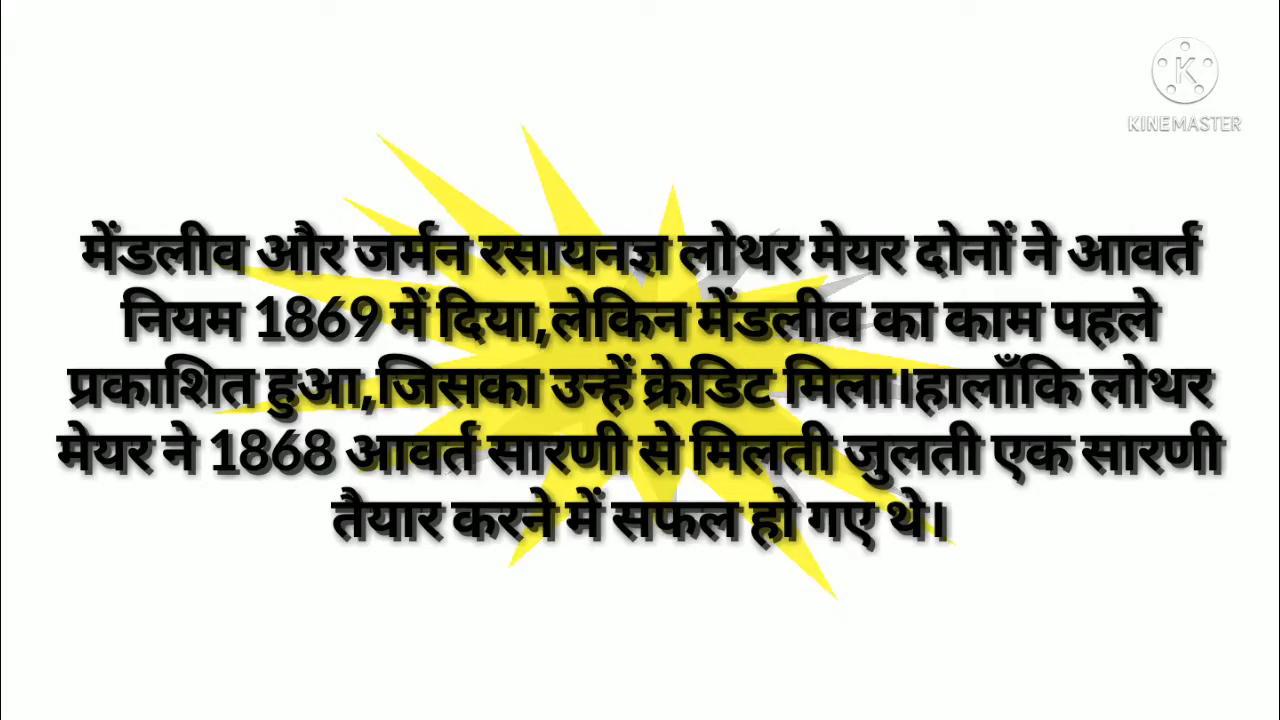 KINEMASTER
मेंडलीव और जर्मन रसायनज्ञ लोथर मेयर दोनों ने आवर्त
नियम 1869 में दिया,लेकिन मेंडलीव का काम पहले
प्रकाशित हुआ,जिसका उन्हें क्रेडिट मिला।हालाँकि लोथर
मेयर ने 1868 आवर्त सारणी से मिलती जुलती एक सारणी
तैयार करने में सफल हो गए थे।